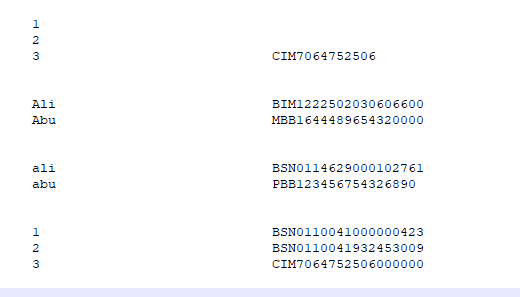 1
2
3 CIM7064752506
Ali BIM1222502030606600
Abu MBB1644489654320000
ali BSN0114629000102761
abu PBB123456754326890
1 BSN0110041000000423
2 BSN0110041932453009
3 CIM7064752506000000